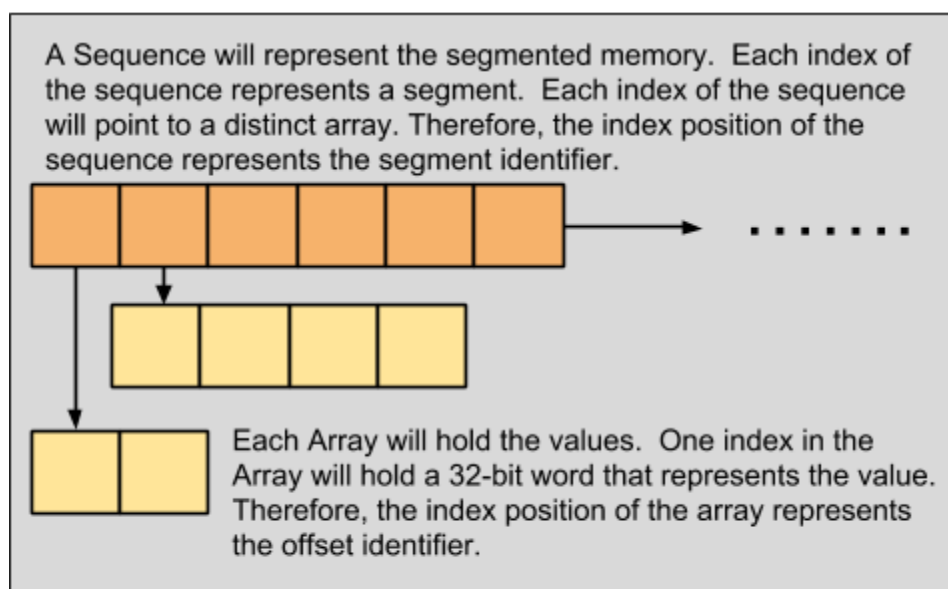 A Sequence will represent the segmented memory.  Each index of
the sequence represents a segment.  Each index of the sequence
will point to a distinct array. Therefore, the index position of the
sequence represents the segment identifier.
.......
Each Array will hold the values.  One index in the
Array will hold a 32-bit word that represents the value.
Therefore, the index position of the array represents
the offset identifier.